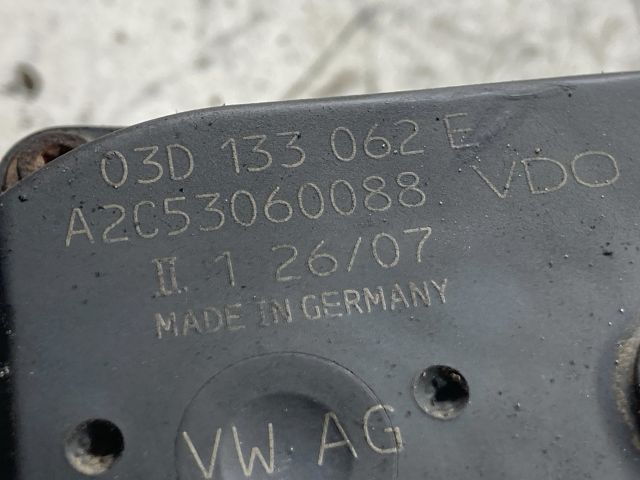 03D 133 062 E
A2C53060088 VDO
II. 1 26/07
MADE IN GERMANY
VW AG